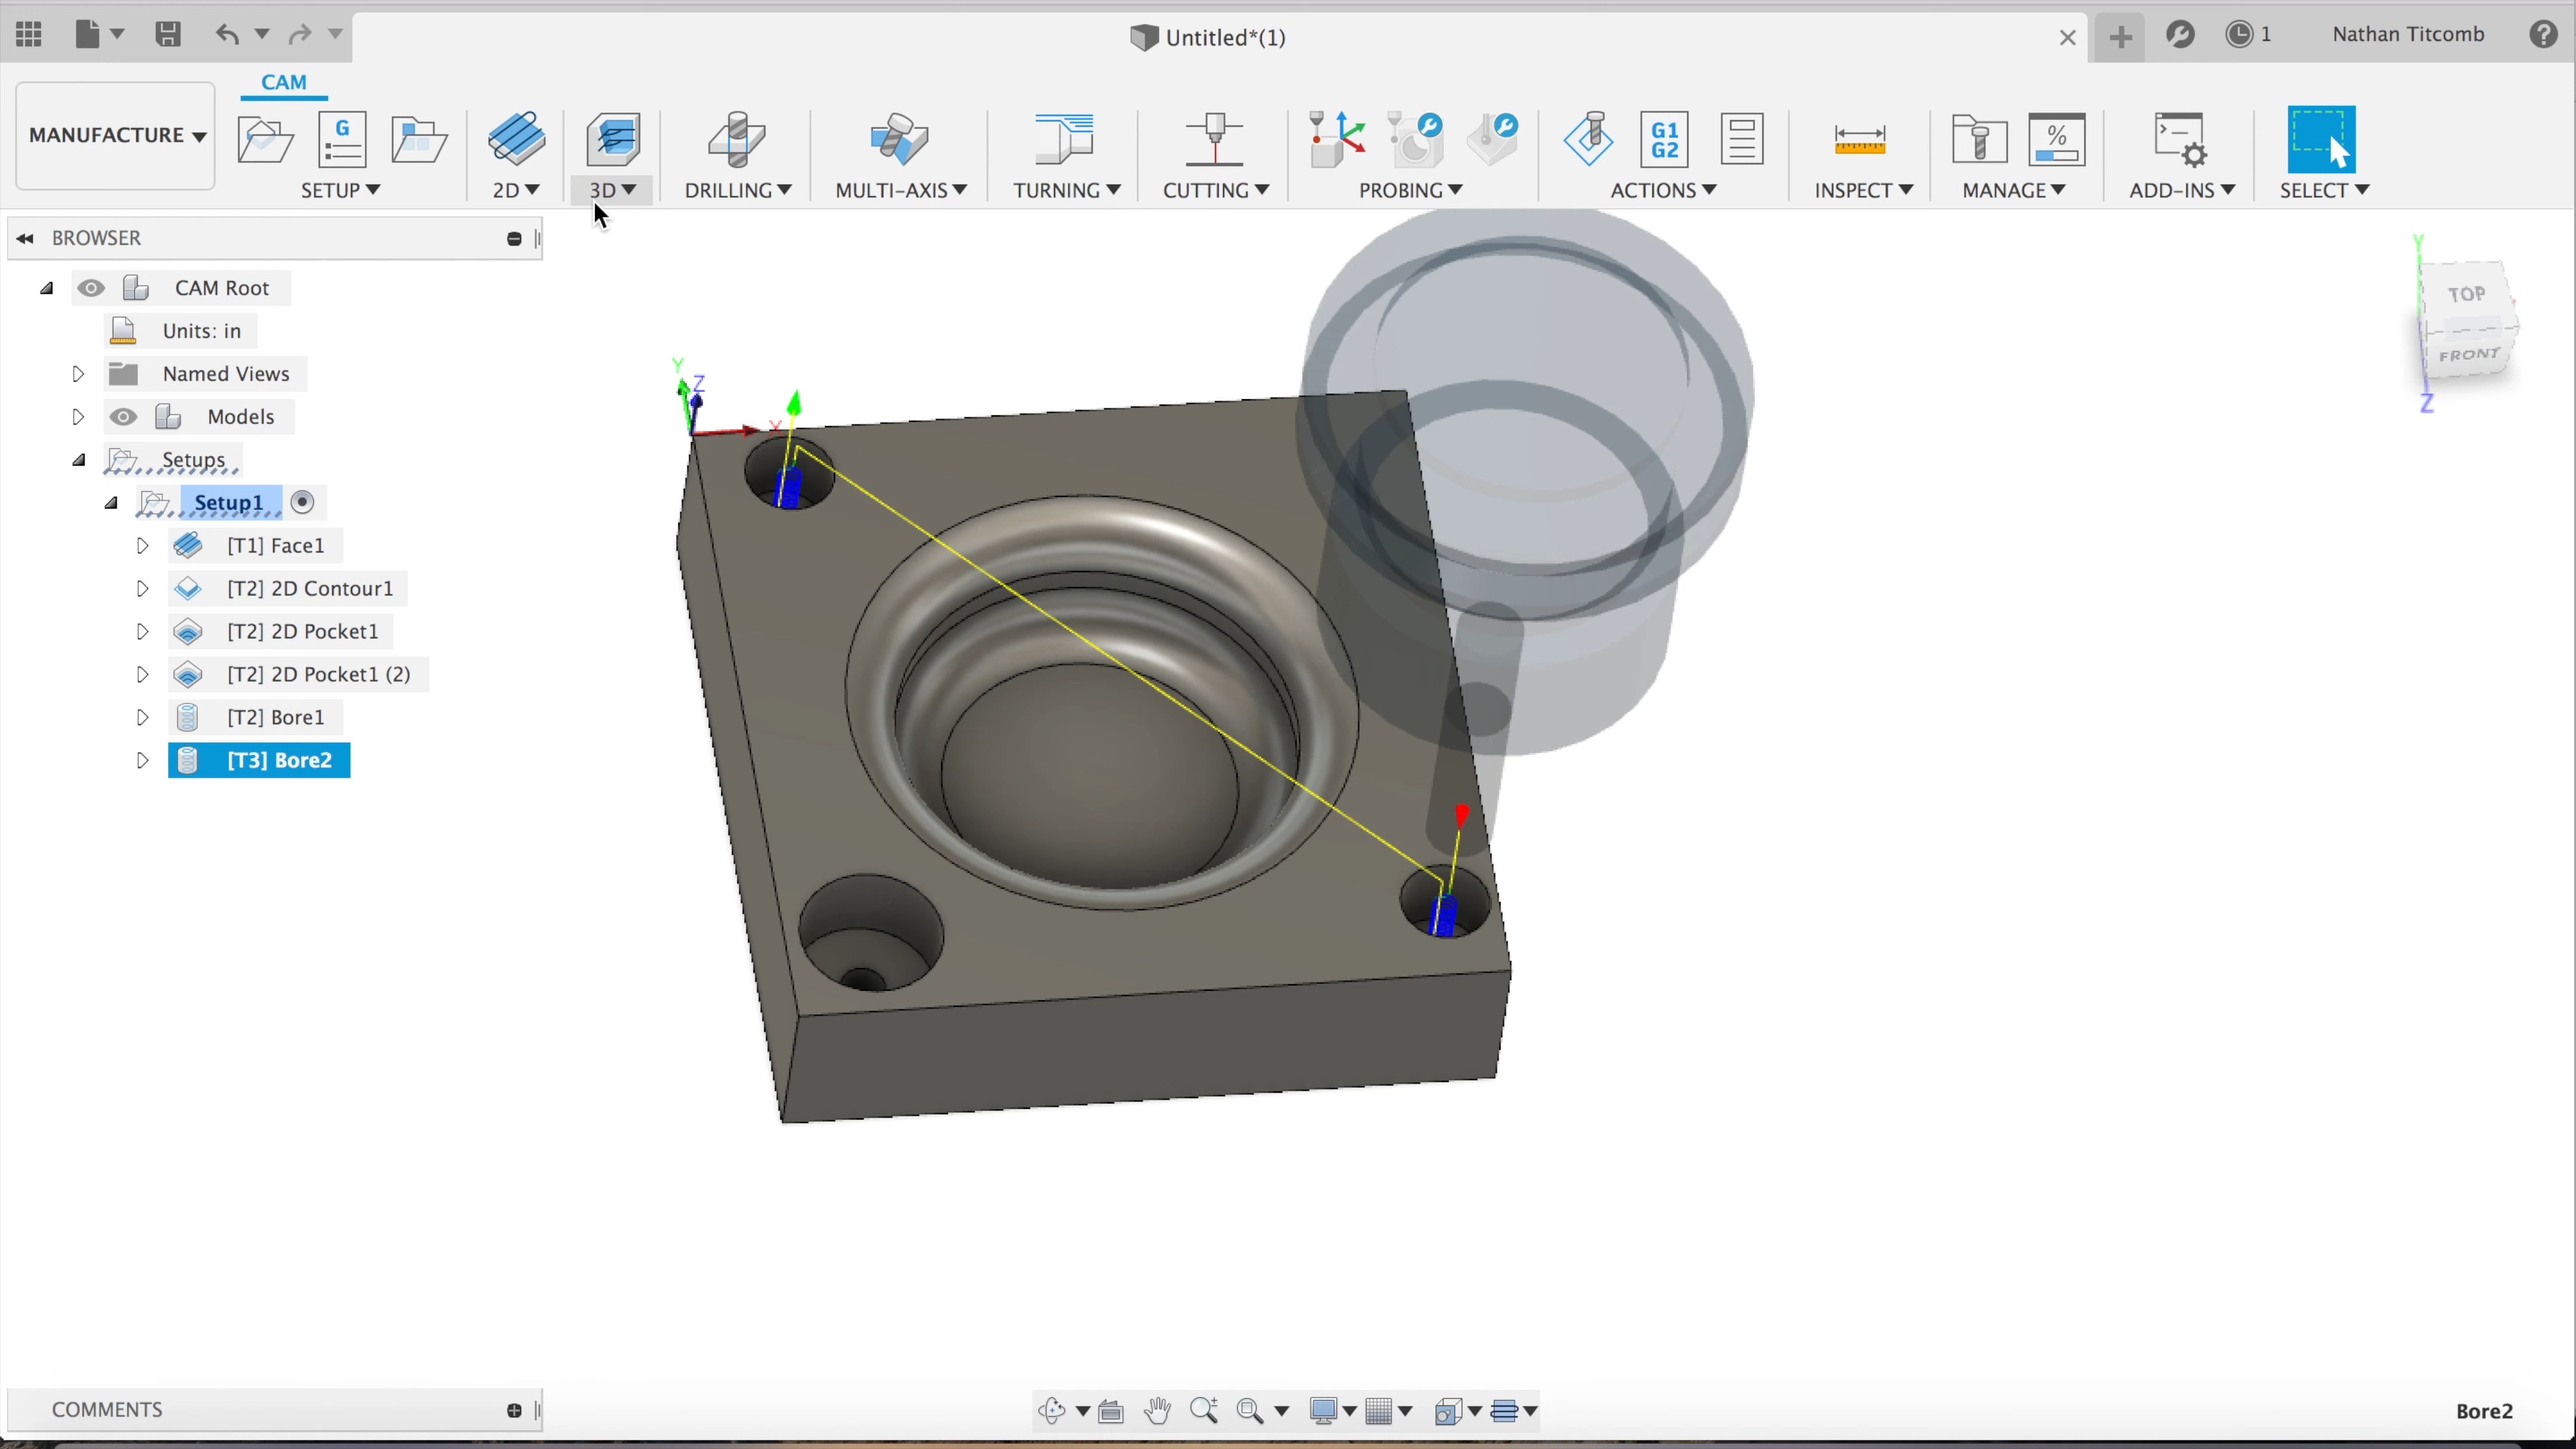 Untitled*(1)
1
Nathan Titcomb
?
CAM
MANUFACTURE
G
G1
G2
%
SETUP
2D
3D
DRILLING
MULTI-AXIS
TURNING
CUTTING
PROBING
ACTIONS
INSPECT
MANAGE
ADD-INS
SELECT
BROWSER
CAM Root
Units: in
Named Views
Models
Setups
Setup1
[T1] Face1
[T2] 2D Contour1
[T2] 2D Pocket1
[T2] 2D Pocket1 (2)
[T2] Bore1
[T3] Bore2
Y
Z
X
Y
TOP
FRONT
Z
COMMENTS
Bore2